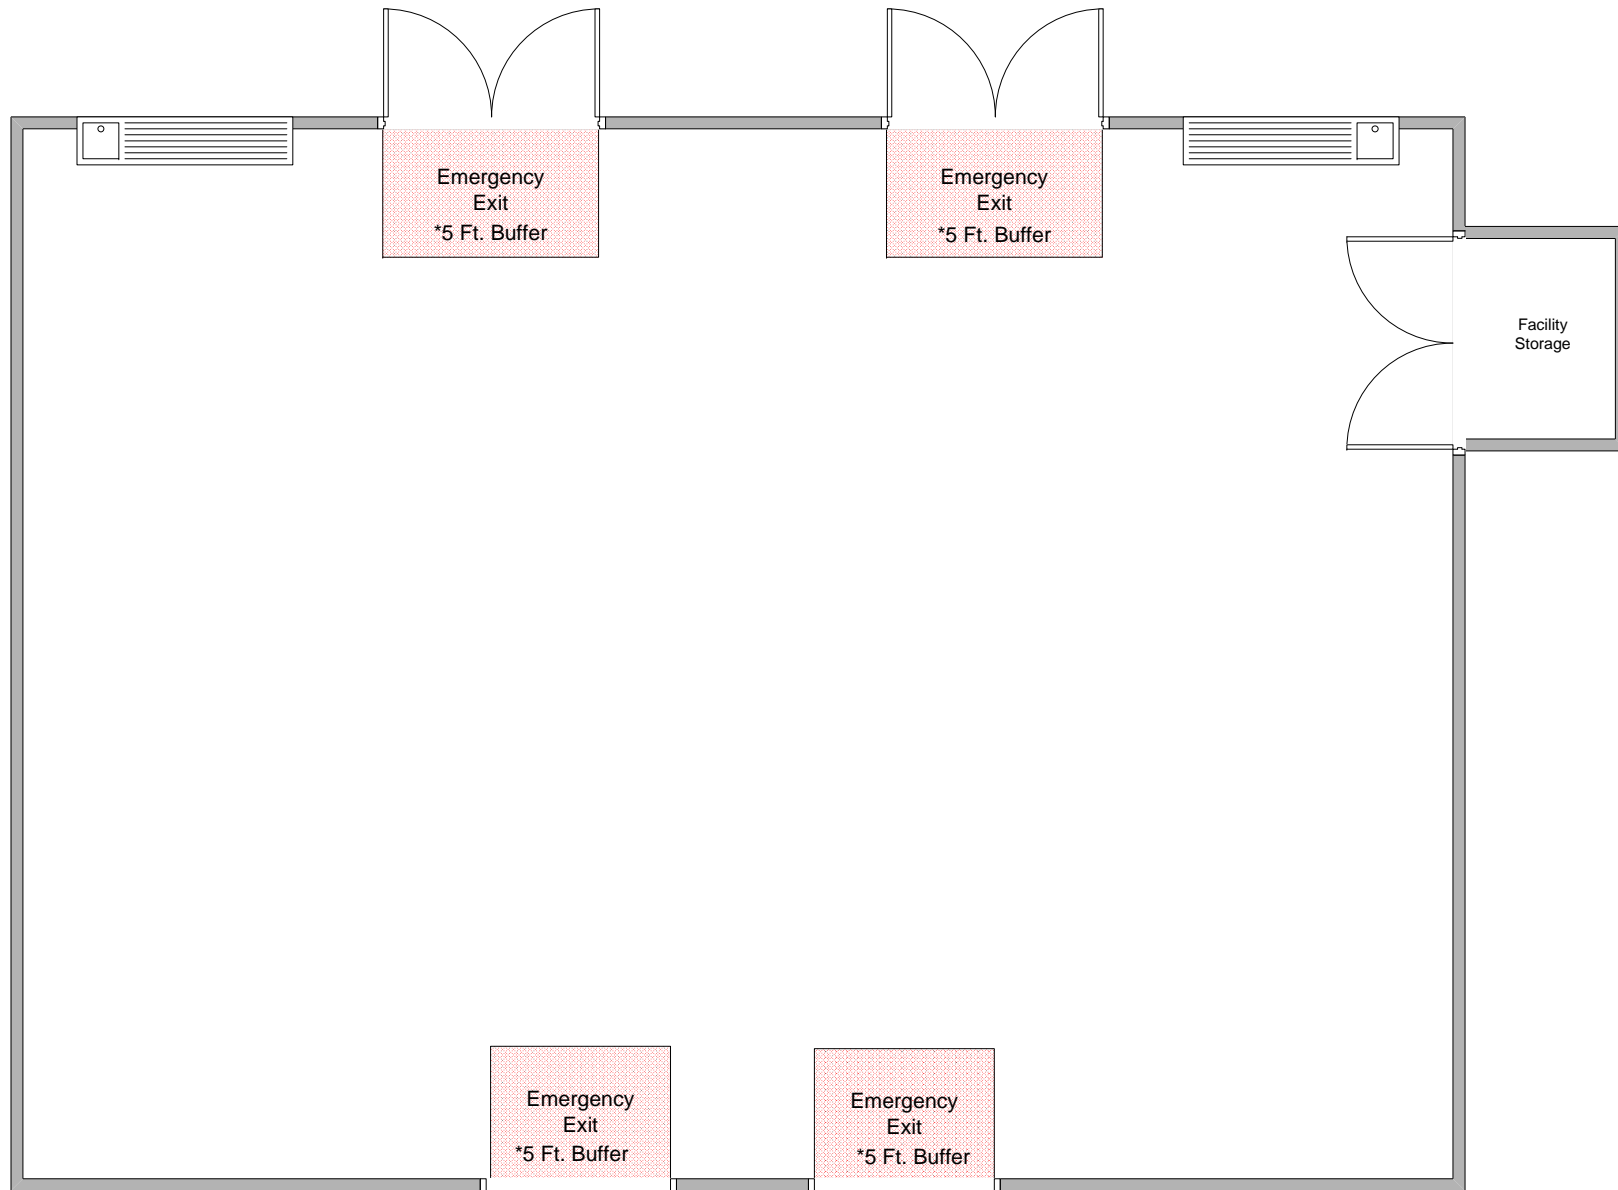 Emergency
Exit
*5 Ft. Buffer
Emergency
Exit
*5 Ft. Buffer
Facility
Storage
Emergency
Exit
*5 Ft. Buffer
Emergency
Exit
*5 Ft. Buffer